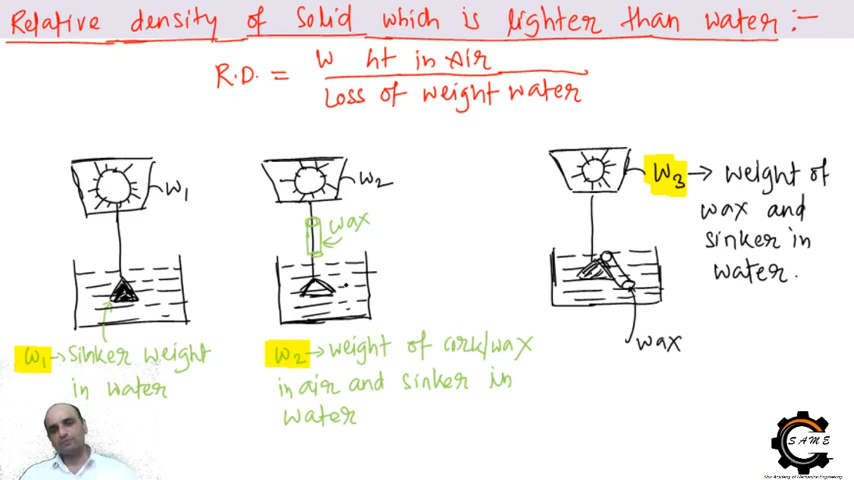 Relative density of Solid which is lighter than water :-
R.D. = W ht in Air
Loss of weight water
W1
W2
wax
W3 → weight of
wax and
sinker in
water.
wax
W1 → Sinker weight
in water
W2 → weight of cork/wax
in air and sinker in
water
SAME